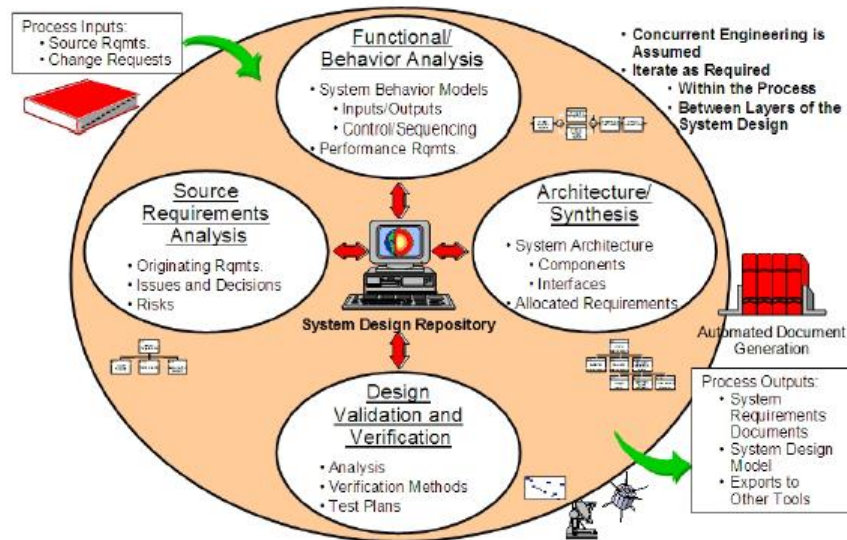 Process Inputs:
• Source Rqmts.
• Change Requests
Functional/
Behavior Analysis
• System Behavior Models
• Inputs/Outputs
• Control/Sequencing
• Performance Rqmts.
• Concurrent Engineering is
Assumed
• Iterate as Required
• Within the Process
• Between Layers of the
System Design
Source
Requirements
Analysis
• Originating Rqmts.
• Issues and Decisions
• Risks
Architecture/
Synthesis
• System Architecture
• Components
• Interfaces
• Allocated Requirements
System Design Repository
Automated Document
Generation
Design
Validation and
Verification
• Analysis
• Verification Methods
• Test Plans
Process Outputs:
• System
Requirements
Documents
• System Design
Model
• Exports to
Other Tools